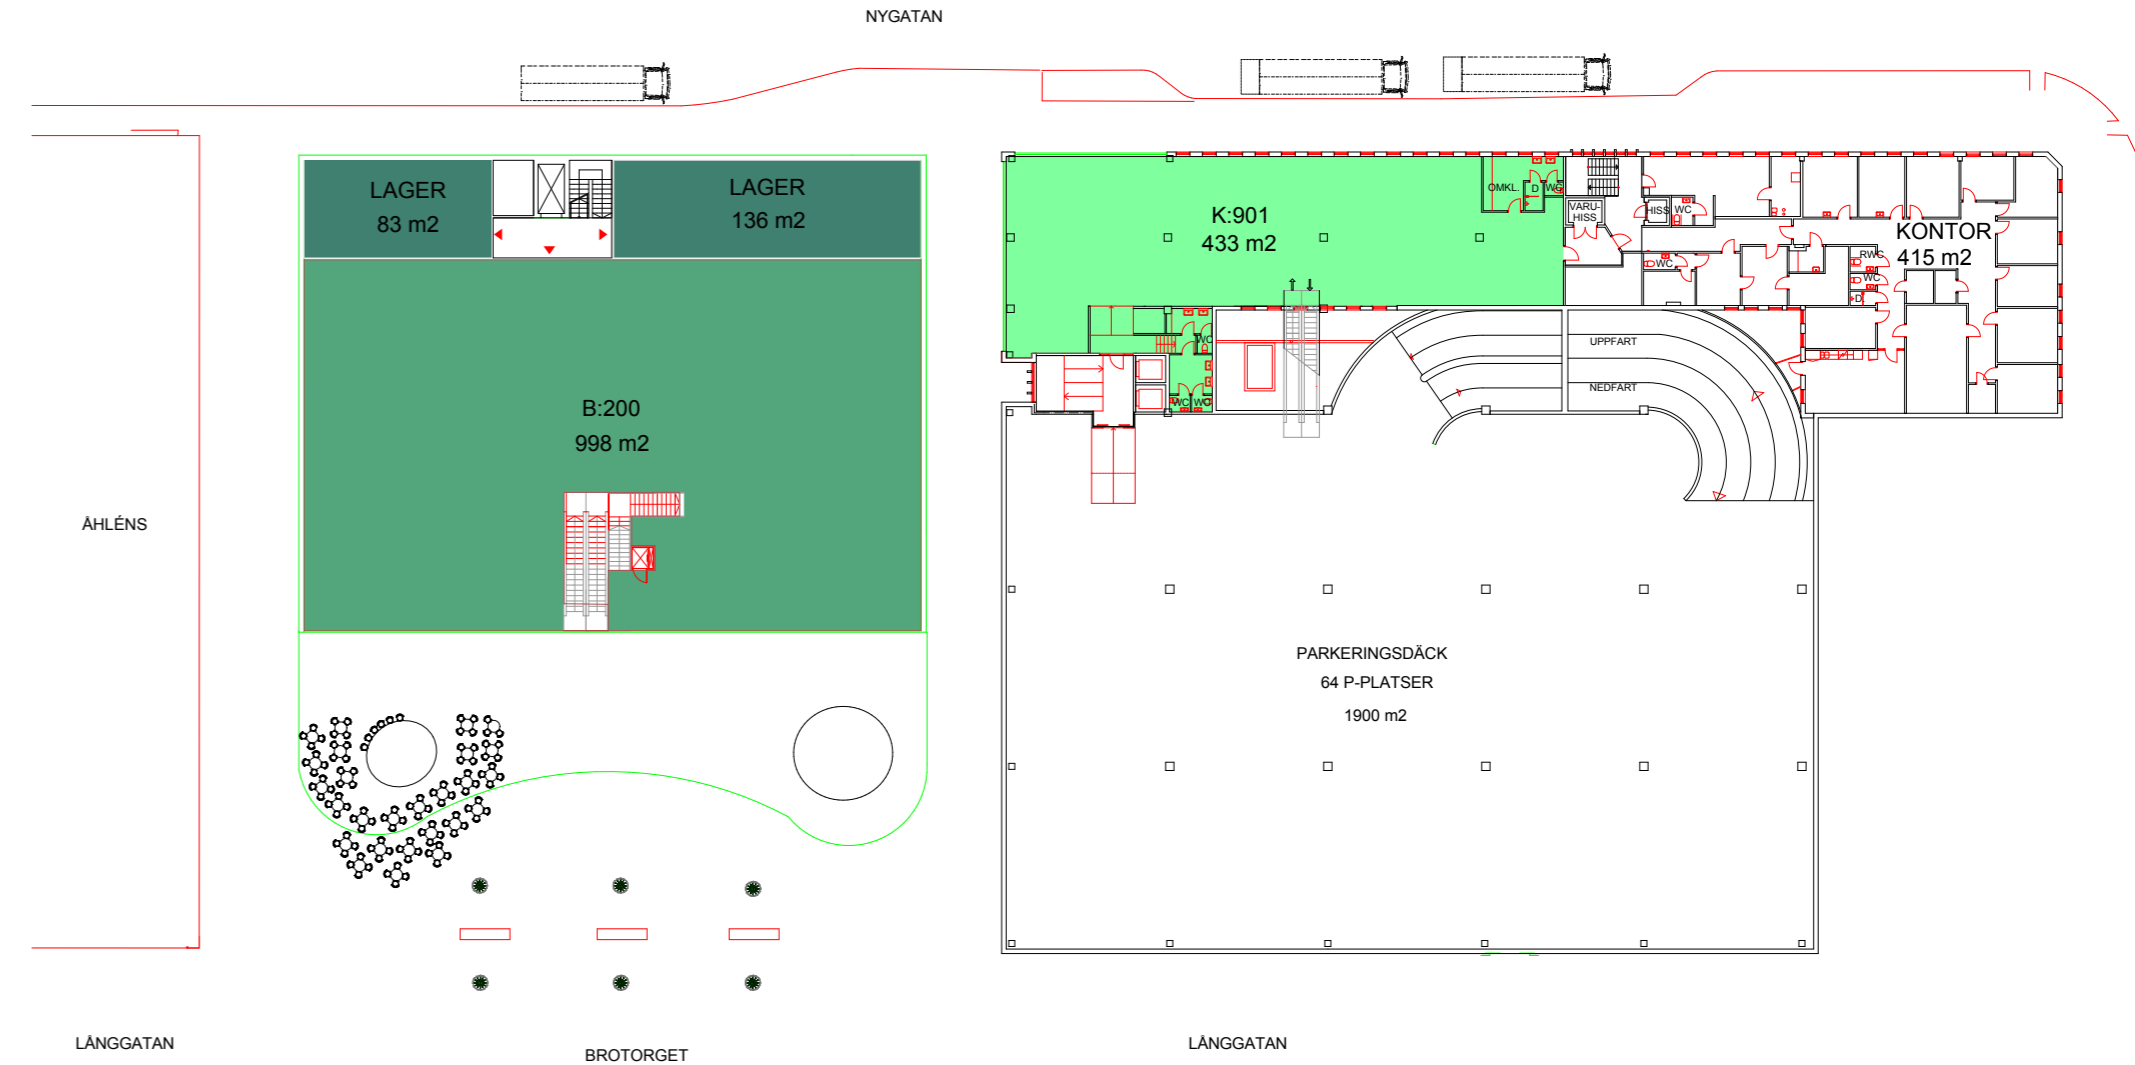 NYGATAN
LAGER
83 m2
LAGER
136 m2
K:901
433 m2
OMKL.
D
WC
VARU-
HISS
HISS
WC
KONTOR
415 m2
WC
RWC
WC
D
WC
WC
WC
UPPFART
NEDFART
B:200
998 m2
ÅHLÉNS
PARKERINGSDÄCK
64 P-PLATSER
1900 m2
LÅNGGATAN
BROTORGET
LÅNGGATAN